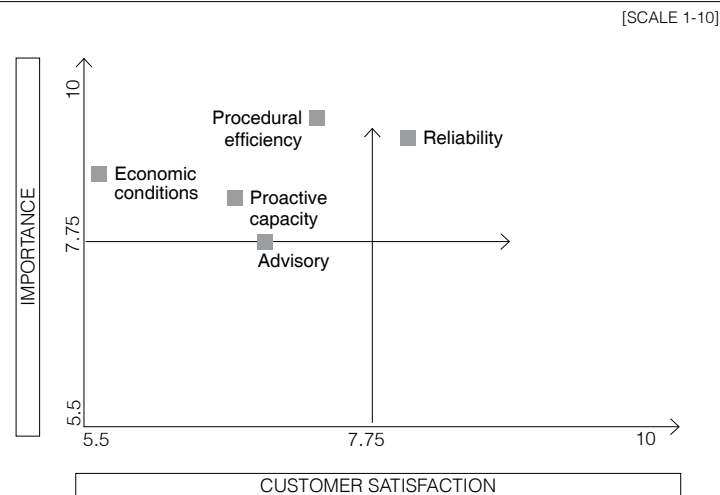 [SCALE 1-10]
10
Procedural
efficiency
Reliability
Economic
conditions
Proactive
capacity
IMPORTANCE
7.75
Advisory
5.5
5.5
7.75
10
CUSTOMER SATISFACTION